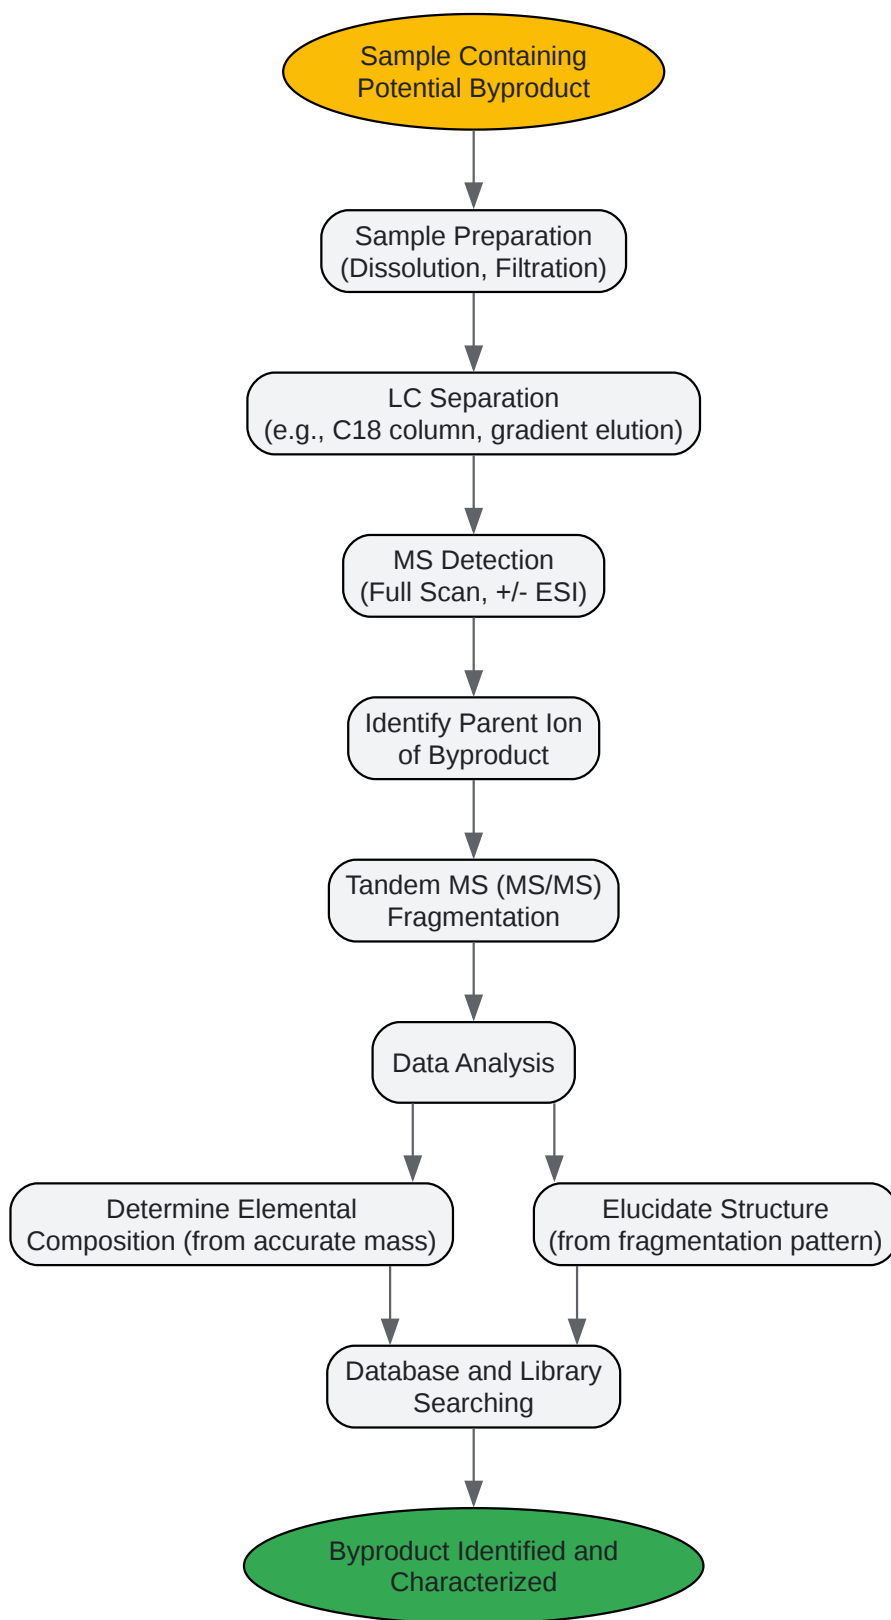 Sample Containing
Potential Byproduct
Sample Preparation
(Dissolution, Filtration)
LC Separation
(e.g., C18 column, gradient elution)
MS Detection
(Full Scan, +/- ESI)
Identify Parent Ion
of Byproduct
Tandem MS (MS/MS)
Fragmentation
Data Analysis
Determine Elemental
Composition (from accurate mass)
Elucidate Structure
(from fragmentation pattern)
Database and Library
Searching
Byproduct Identified and
Characterized